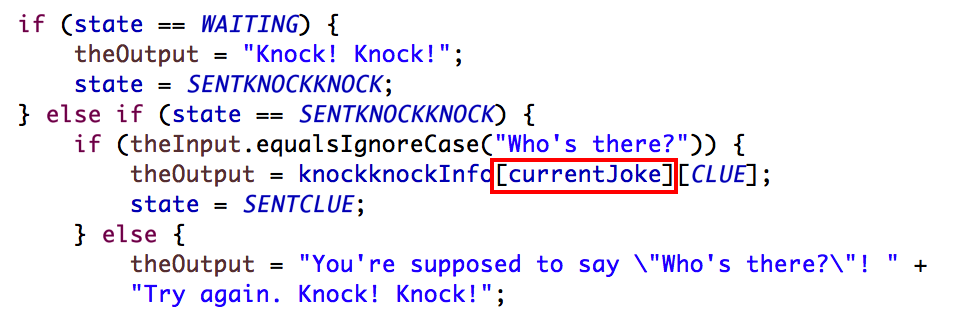 if (state == WAITING) {
theOutput = "Knock! Knock!";
state = SENTKNOCKKNOCK;
} else if (state == SENTKNOCKKNOCK) {
if (theInput.equalsIgnoreCase("Who's there?")) {
theOutput = knockknockInfo[currentJoke][CLUE];
state = SENTCLUE;
} else {
theOutput = "You're supposed to say \"Who's there?\"! " +
"Try again. Knock! Knock!";